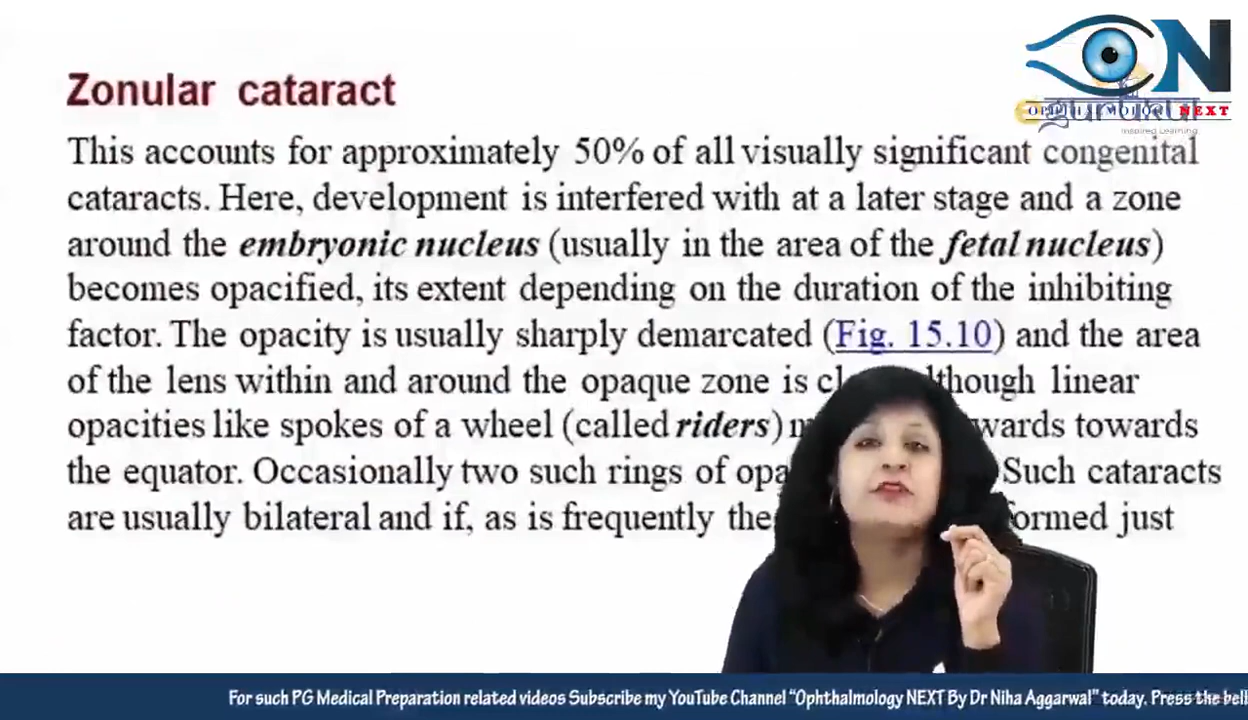 N
OPHTHALMOLOGY NEXT
gurukul
Inspired Learning
Zonular cataract
This accounts for approximately 50% of all visually significant congenital
cataracts. Here, development is interfered with at a later stage and a zone
around the embryonic nucleus (usually in the area of the fetal nucleus)
becomes opacified, its extent depending on the duration of the inhibiting
factor. The opacity is usually sharply demarcated (Fig. 15.10) and the area
of the lens within and around the opaque zone is although linear
opacities like spokes of a wheel (called riders) towards
the equator. Occasionally two such rings of Such cataracts
are usually bilateral and if, as is frequently formed just
For such PG Medical Preparation related videos Subscribe my YouTube Channel “Ophthalmology NEXT By Dr Niha Aggarwal” today. Press the bell